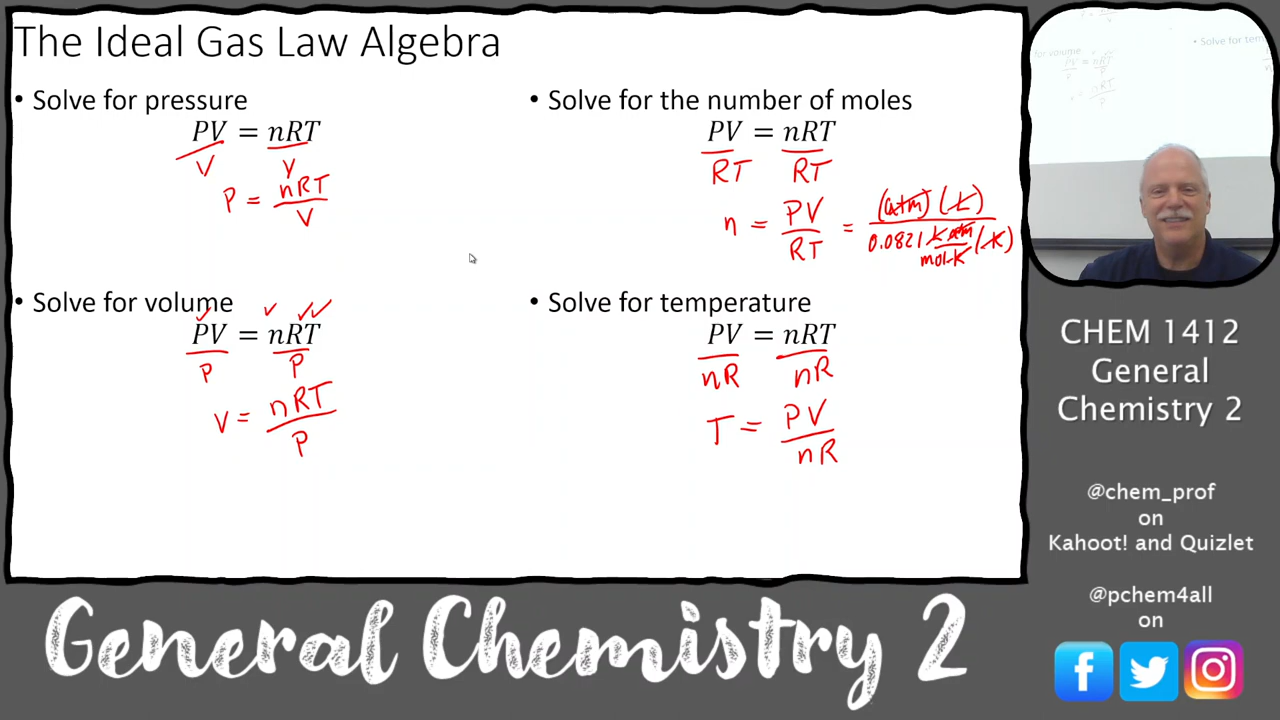 The Ideal Gas Law Algebra
• Solve for pressure
PV = nRT
V V
P = nRT
V
• Solve for volume
PV = nRT
P P
V = nRT
P
• Solve for the number of moles
PV = nRT
RT RT
n = PV = (atm) (L)
RT 0.0821 L atm (K)
mol·K
• Solve for temperature
PV = nRT
nR nR
T = PV
nR
CHEM 1412
General
Chemistry 2
@chem_prof
on
Kahoot! and Quizlet
@pchem4all
on
General Chemistry 2